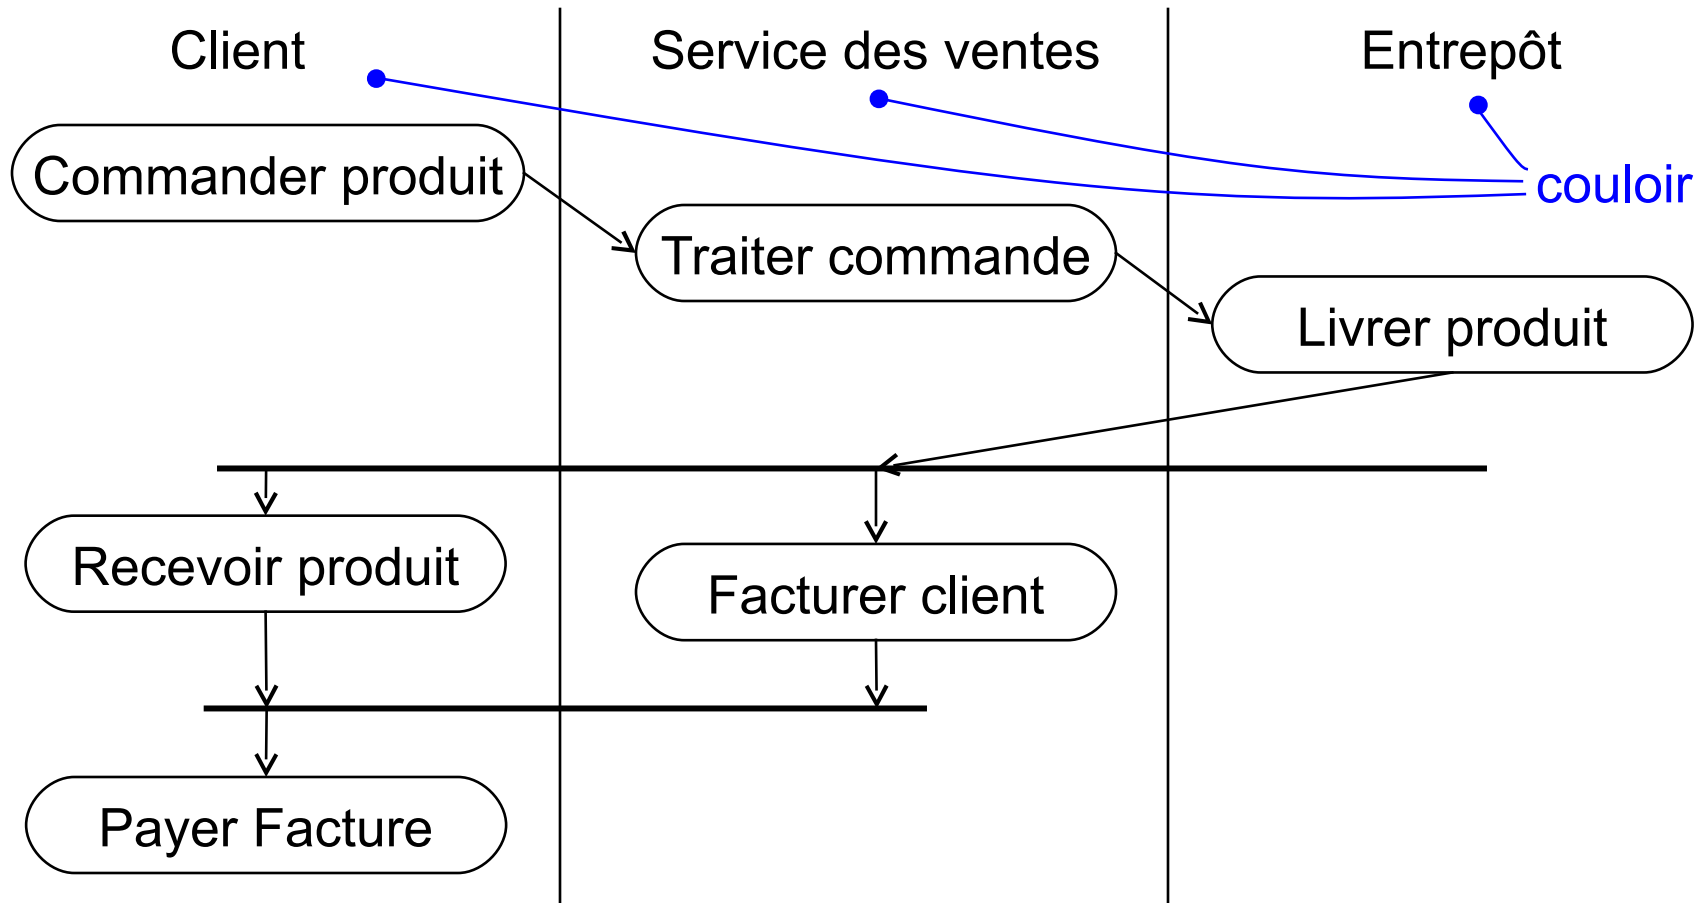 Client
Service des ventes
Entrepôt
Commander produit
couloir
Traiter commande
Livrer produit
Recevoir produit
Facturer client
Payer Facture